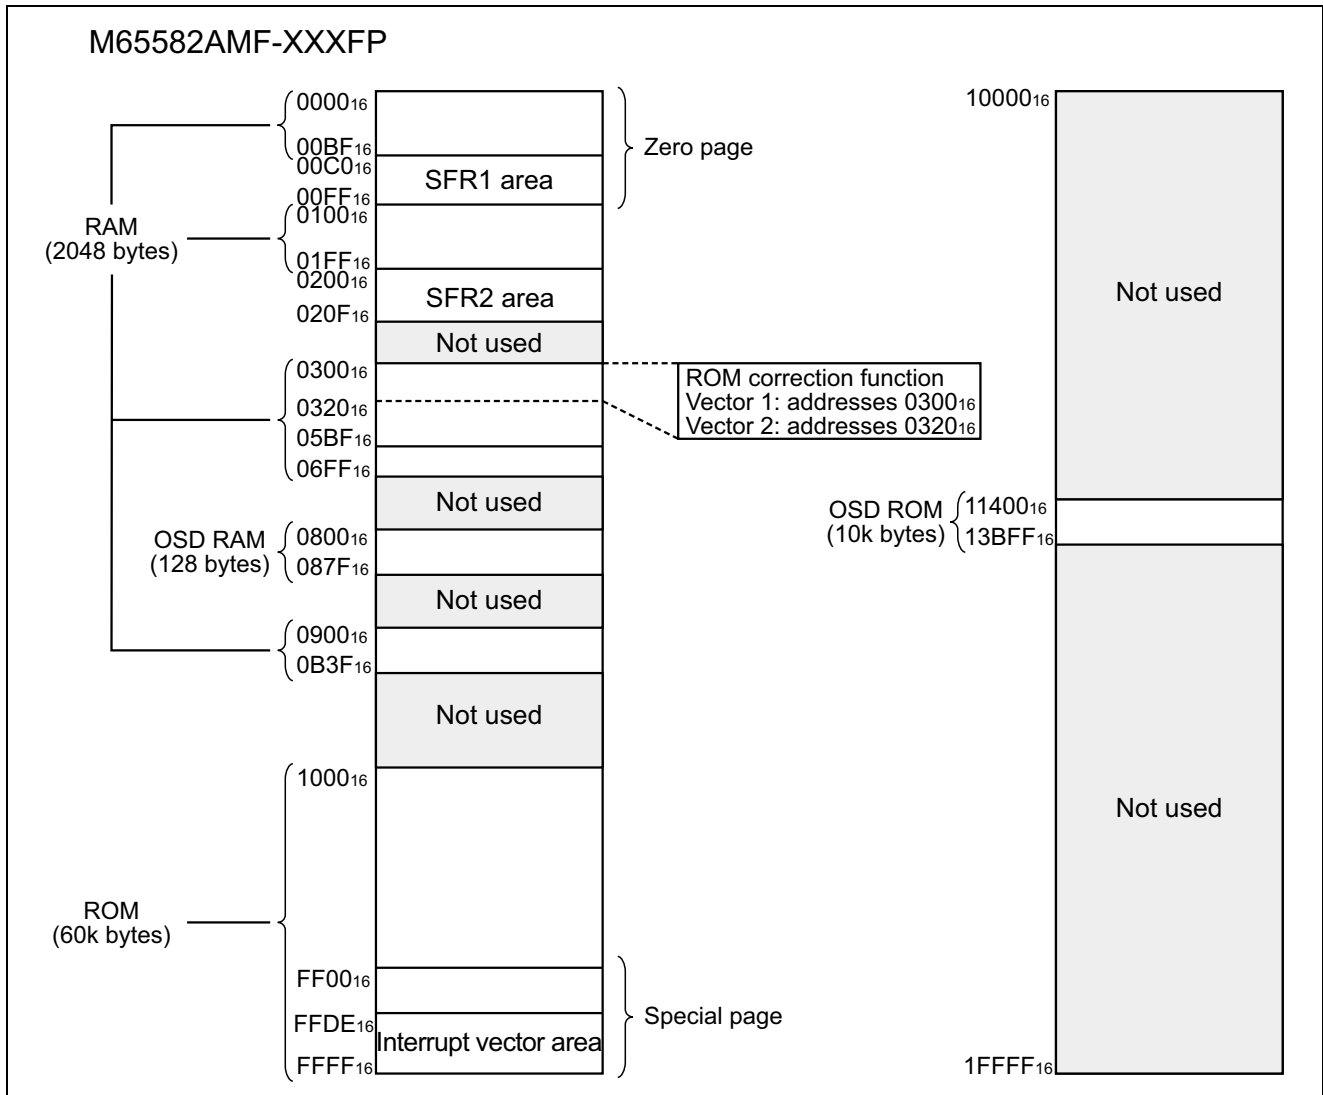 M65582AMF-XXXFP
0000₁₆
00BF₁₆
00C0₁₆
00FF₁₆
0100₁₆
01FF₁₆
0200₁₆
020F₁₆
0300₁₆
0320₁₆
05BF₁₆
06FF₁₆
0800₁₆
087F₁₆
0900₁₆
0B3F₁₆
1000₁₆
FF00₁₆
FFDE₁₆
FFFF₁₆
RAM
(2048 bytes)
OSD RAM
(128 bytes)
ROM
(60k bytes)
SFR1 area
SFR2 area
Not used
Not used
Not used
Not used
Interrupt vector area
Zero page
ROM correction function
Vector 1: addresses 0300₁₆
Vector 2: addresses 0320₁₆
Special page
10000₁₆
Not used
OSD ROM
(10k bytes)
11400₁₆
13BFF₁₆
Not used
1FFFF₁₆